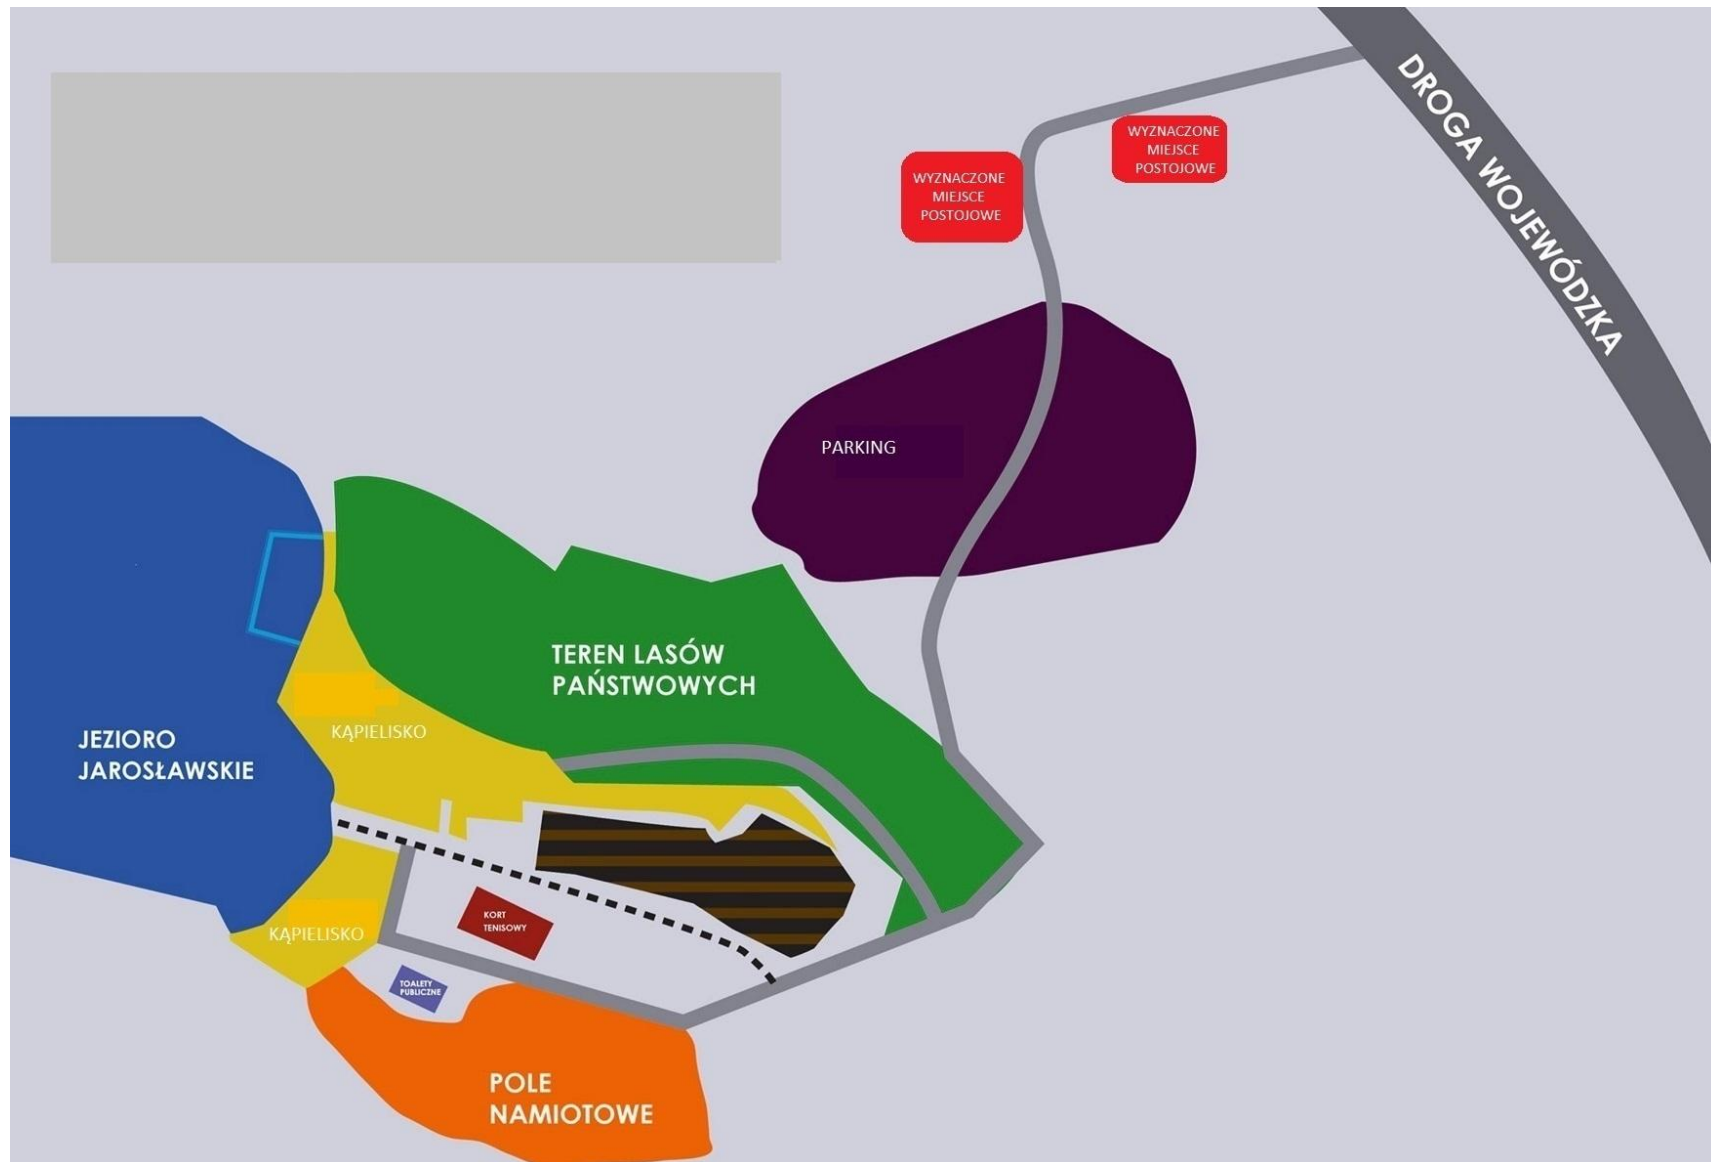 DROGA WOJEWÓDZKA
WYZNACZONE
MIEJSCE
POSTOJOWE
WYZNACZONE
MIEJSCE
POSTOJOWE
PARKING
TEREN LASÓW
PAŃSTWOWYCH
JEZIORO
JAROSŁAWSKIE
KĄPIELISKO
KĄPIELISKO
KORT
TENISOWY
TOALETY
PUBLICZNE
POLE
NAMIOTOWE